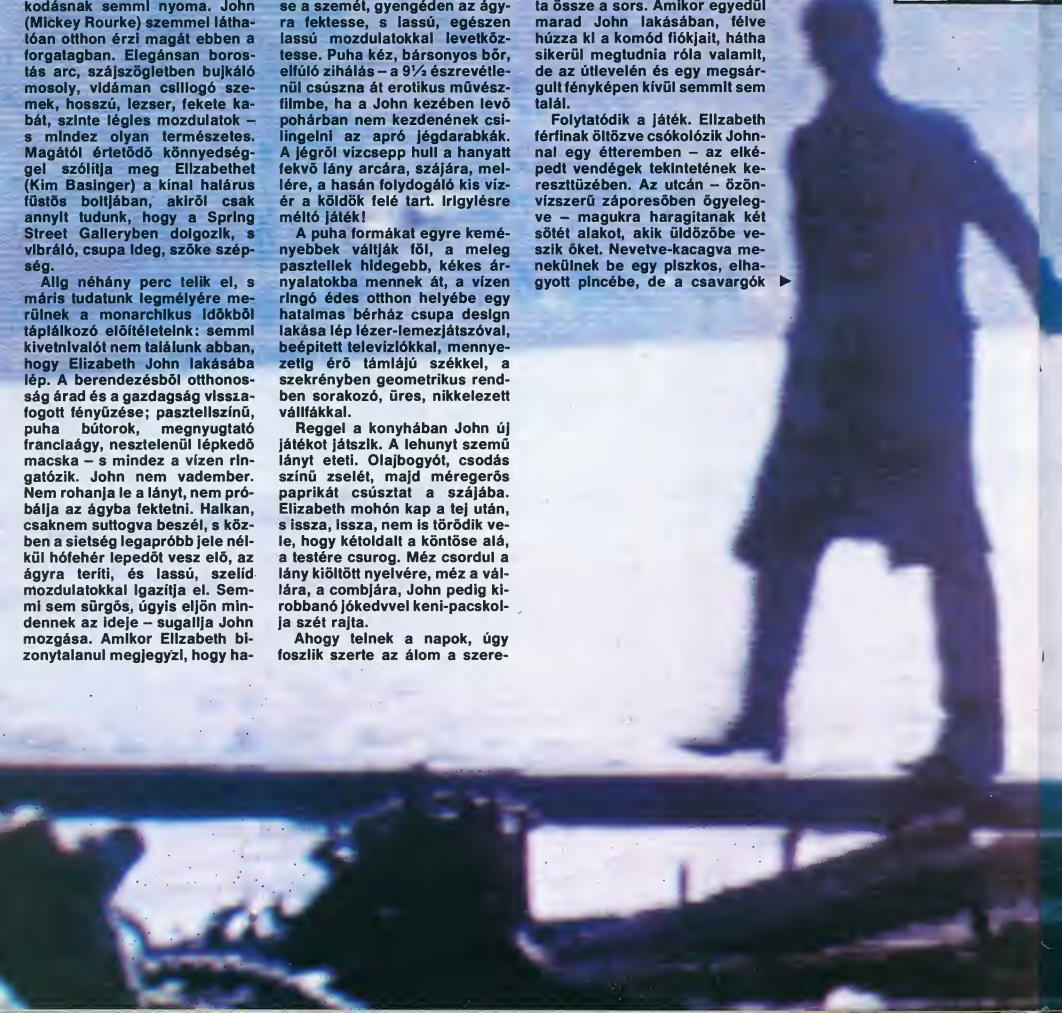 kodásnak semmi nyoma. John
(Mickey Rourke) szemmel látha-
tóan otthon érzi magát ebben a
forgatagban. Elegánsan boros-
tás arc, szájszögletben bujkáló
mosoly, vidáman csillogó sze-
mek, hosszú, lezser, fekete ka-
bát, szinte légies mozdulatok –
s mindez olyan természetes.
Magától értetődő könnyedség-
gel szólítja meg Elizabethet
(Kim Basinger) a kínai halárus
füstös boltjában, akiről csak
annyit tudunk, hogy a Spring
Street Galleryben dolgozik, s
vibráló, csupa ideg, szőke szép-
ség.
Alig néhány perc telik el, s
máris tudatunk legmélyére me-
rülnek a monarchikus időkből
táplálkozó előítéleteink: semmi
kivetnivalót nem találunk abban,
hogy Elizabeth John lakásába
lép. A berendezésből otthonos-
ság árad és a gazdagság vissza-
fogott fényűzése; pasztellszínű,
puha bútorok, megnyugtató
franciaágy, nesztelenül lépkedő
macska – s mindez a vízen rin-
gatózik. John nem vadember.
Nem rohanja le a lányt, nem pró-
bálja az ágyba fektetni. Halkan,
csaknem suttogva beszél, s köz-
ben a sietség legapróbb jele nél-
kül hófehér lepedőt vesz elő, az
ágyra teríti, és lassú, szelíd
mozdulatokkal igazítja el. Sem-
mi sem sürgős, úgyis eljön min-
dennek az ideje – sugallja John
mozgása. Amikor Elizabeth bi-
zonytalanul megjegyzi, hogy ha-
se a szemét, gyengéden az ágy-
ra fektesse, s lassú, egészen
lassú mozdulatokkal levetkőz-
tesse. Puha kéz, bársonyos bőr,
elfúló zihálás – a 9½ észrevétle-
nül csúszna át erotikus művész-
filmbe, ha a John kezében levő
pohárban nem kezdenének csi-
lingelni az apró jégdarabkák.
A jégről vízcsepp hull a hanyatt
fekvő lány arcára, szájára, mel-
lére, a hasán folydogáló kis víz-
ér a köldök felé tart. Irigylésre
méltó játék!
A puha formákat egyre kemé-
nyebbek váltják föl, a meleg
pasztellek hidegebb, kékes ár-
nyalatokba mennek át, a vízen
ringó édes otthon helyébe egy
hatalmas bérház csupa design
lakása lép lézer-lemezjátszóval,
beépített televíziókkal, mennye-
zetig érő támlájú székkel, a
szekrényben geometrikus rend-
ben sorakozó, üres, nikkelezett
vállfákkal.
Reggel a konyhában John új
játékot játszik. A lehunyt szemű
lányt eteti. Olajbogyót, csodás
színű zselét, majd méregerős
paprikát csúsztat a szájába.
Elizabeth mohón kap a tej után,
s issza, issza, nem is törődik ve-
le, hogy kétoldalt a köntöse alá,
a testére csurog. Méz csordul a
lány kiöltött nyelvére, méz a vál-
lára, a combjára, John pedig ki-
robbanó jókedvvel keni-pacskol-
ja szét rajta.
Ahogy telnek a napok, úgy
foszlik szerte az álom a szere-
ta össze a sors. Amikor egyedül
marad John lakásában, félve
húzza ki a komód fiókjait, hátha
sikerül megtudnia róla valamit,
de az útlevelén és egy megsár-
gult fényképen kívül semmit sem
talál.
Folytatódik a játék. Elizabeth
férfinak öltözve csókolózik John-
nal egy étteremben – az elké-
pedt vendégek tekintetének ke-
reszttüzében. Az utcán – özön-
vízszerű záporesőben őgyeleg-
ve – magukra haragítanak két
sötét alakot, akik üldözőbe ve-
szik őket. Nevetve-kacagva me-
nekülnek be egy piszkos, elha-
gyott pincébe, de a csavargók ▶